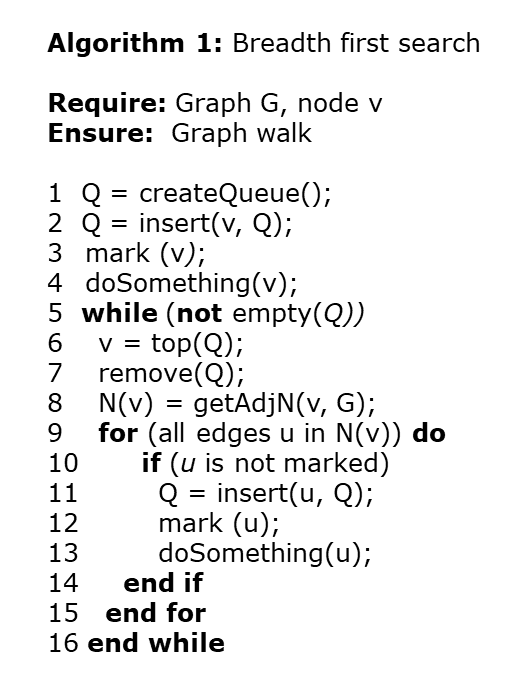 Algorithm 1: Breadth first search
Require: Graph G, node v
Ensure: Graph walk
1 Q = createQueue();
2 Q = insert(v, Q);
3 mark (v);
4 doSomething(v);
5 while (not empty(Q))
6 v = top(Q);
7 remove(Q);
8 N(v) = getAdjN(v, G);
9 for (all edges u in N(v)) do
10 if (u is not marked)
11 Q = insert(u, Q);
12 mark (u);
13 doSomething(u);
14 end if
15 end for
16 end while